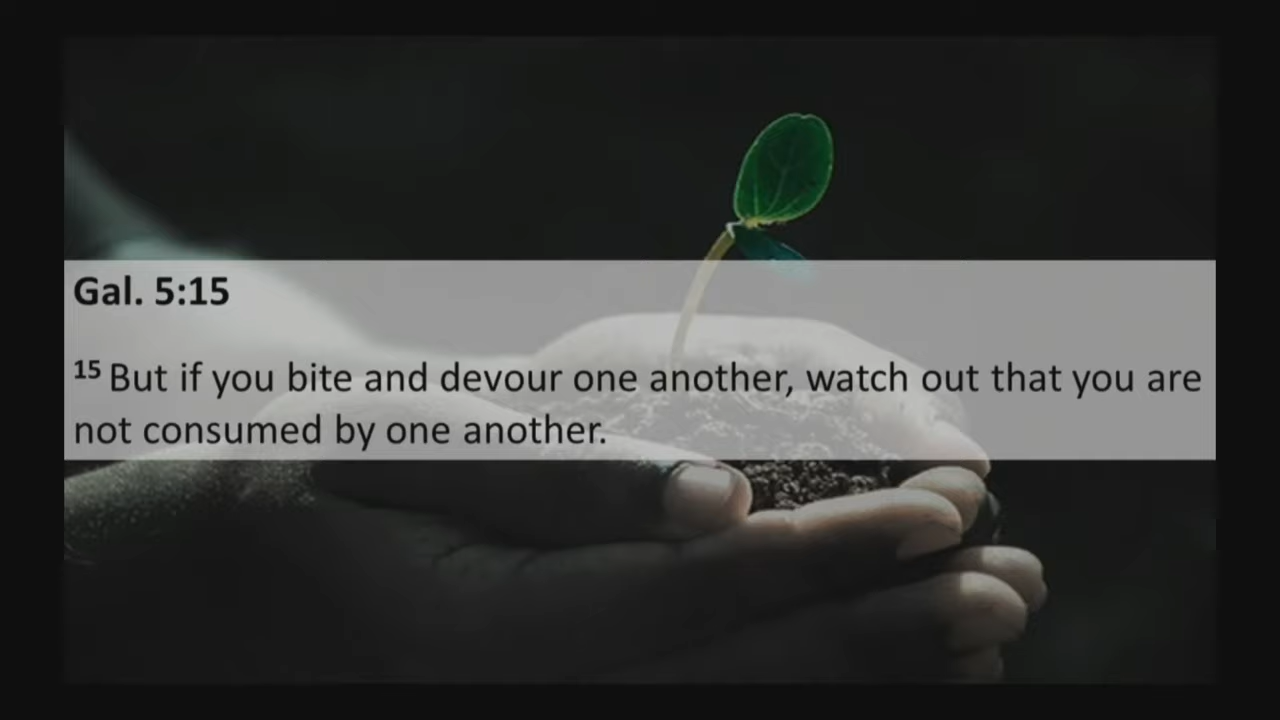 Gal. 5:15
15 But if you bite and devour one another, watch out that you are
not consumed by one another.